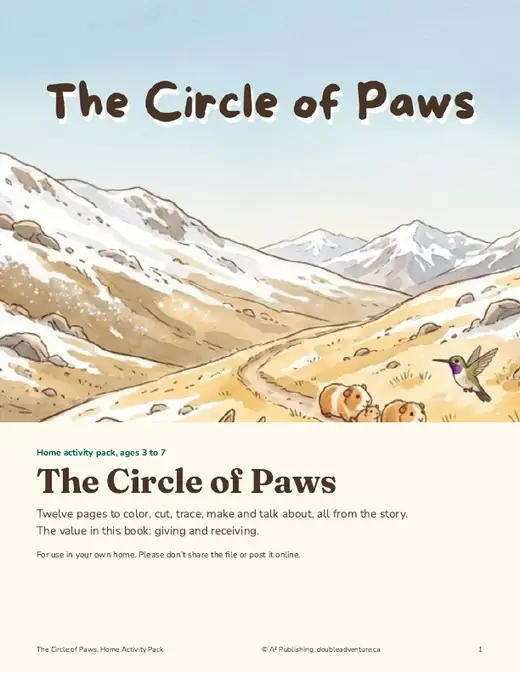 The Circle of Paws
Home activity pack, ages 3 to 7
The Circle of Paws
Twelve pages to color, cut, trace, make and talk about, all from the story.
The value in this book: giving and receiving.
For use in your own home. Please don't share the file or post it online.
The Circle of Paws. Home Activity Pack © A² Publishing, doubleadventure.ca 1